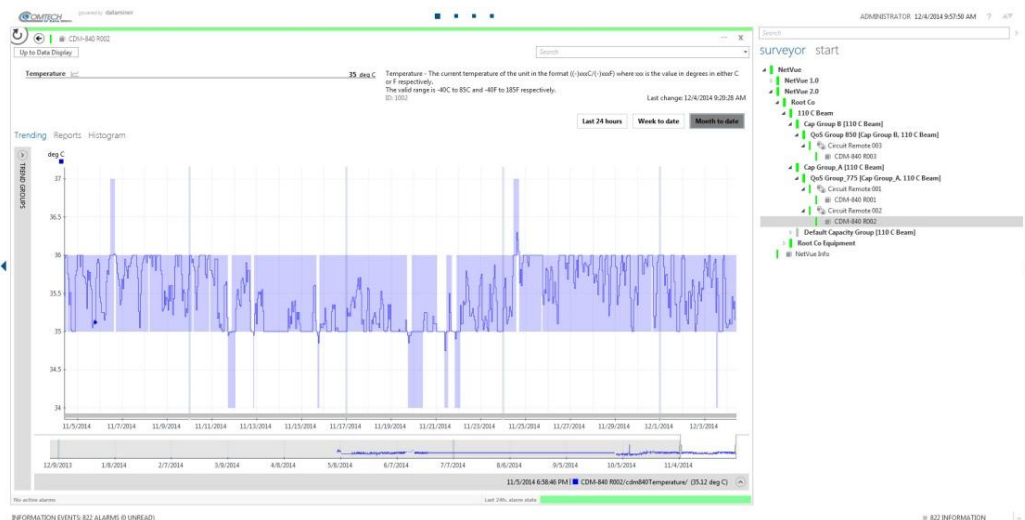 COMTECH powered by dataminer
ADMINISTRATOR 12/4/2014 9:57:50 AM ?
CDM-840 R002
X
Up to Data Display
Search
Temperature
35 deg C
Temperature - The current temperature of the unit in the format ((-)xxxC/(-)xxxF) where xxx is the value in degrees in either C
or F respectively.
The valid range is -40C to 85C and -40F to 185F respectively.
ID: 1002
Last change: 12/4/2014 9:20:28 AM
Last 24 hours Week to date Month to date
Trending Reports Histogram
TREND GROUPS
deg C
37
36.5
36
35.5
35
34.5
34
11/5/2014 11/7/2014 11/9/2014 11/11/2014 11/13/2014 11/15/2014 11/17/2014 11/19/2014 11/21/2014 11/23/2014 11/25/2014 11/27/2014 11/29/2014 12/1/2014 12/3/2014
12/9/2013 1/8/2014 2/7/2014 3/9/2014 4/8/2014 5/8/2014 6/7/2014 7/7/2014 8/6/2014 9/5/2014 10/5/2014 11/4/2014
11/5/2014 6:58:46 PM | CDM-840 R002/cdm840Temperature/ (35.12 deg C)
No active alarms
Last 24h. alarm state
INFORMATION EVENTS: 822 ALARMS (0 UNREAD)
822 INFORMATION
Search
surveyor start
NetVue
NetVue 1.0
NetVue 2.0
Root Co
110 C Beam
Cap Group B [110 C Beam]
QoS Group 850 [Cap Group B, 110 C Beam]
Circuit Remote 003
CDM-840 R003
Cap Group_A [110 C Beam]
QoS Group_775 [Cap Group_A, 110 C Beam]
Circuit Remote 001
CDM-840 R001
Circuit Remote 002
CDM-840 R002
Default Capacity Group [110 C Beam]
Root Co Equipment
NetVue Info